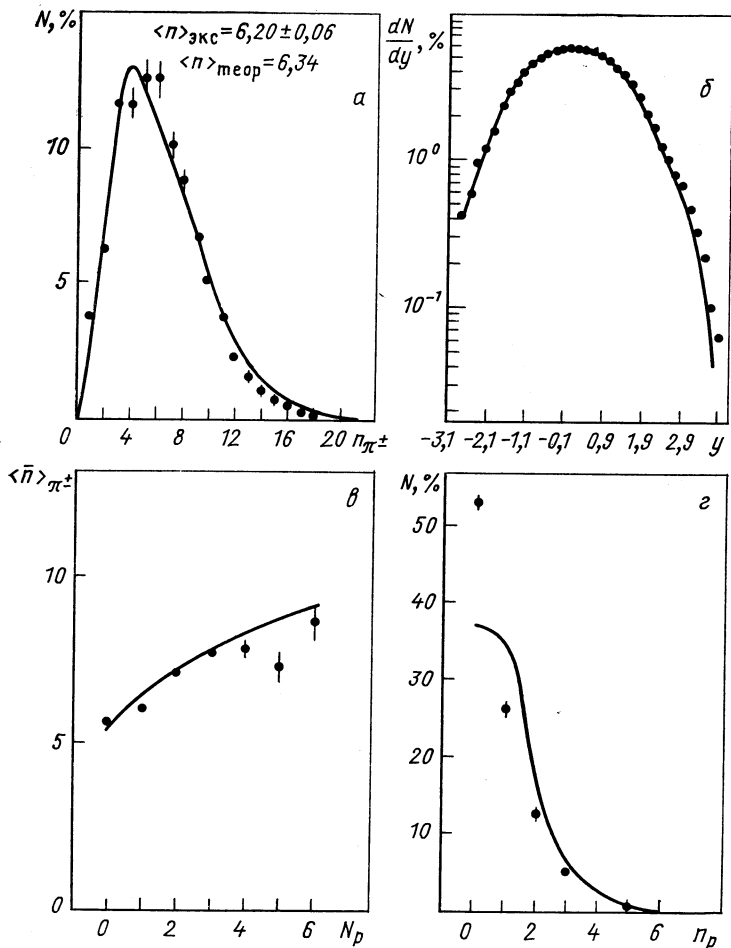 N, %
<n>экс = 6,20 ± 0,06
<n>теор = 6,34
а
10
5
0 4 8 12 16 20 nπ±
dN/dy, %
б
10⁰
10⁻¹
-3,1 -2,1 -1,1 -0,1 0,9 1,9 2,9 y
<n̄>π±
в
10
5
0
0 2 4 6 Np
N, %
г
50
40
30
20
10
0 2 4 6 np